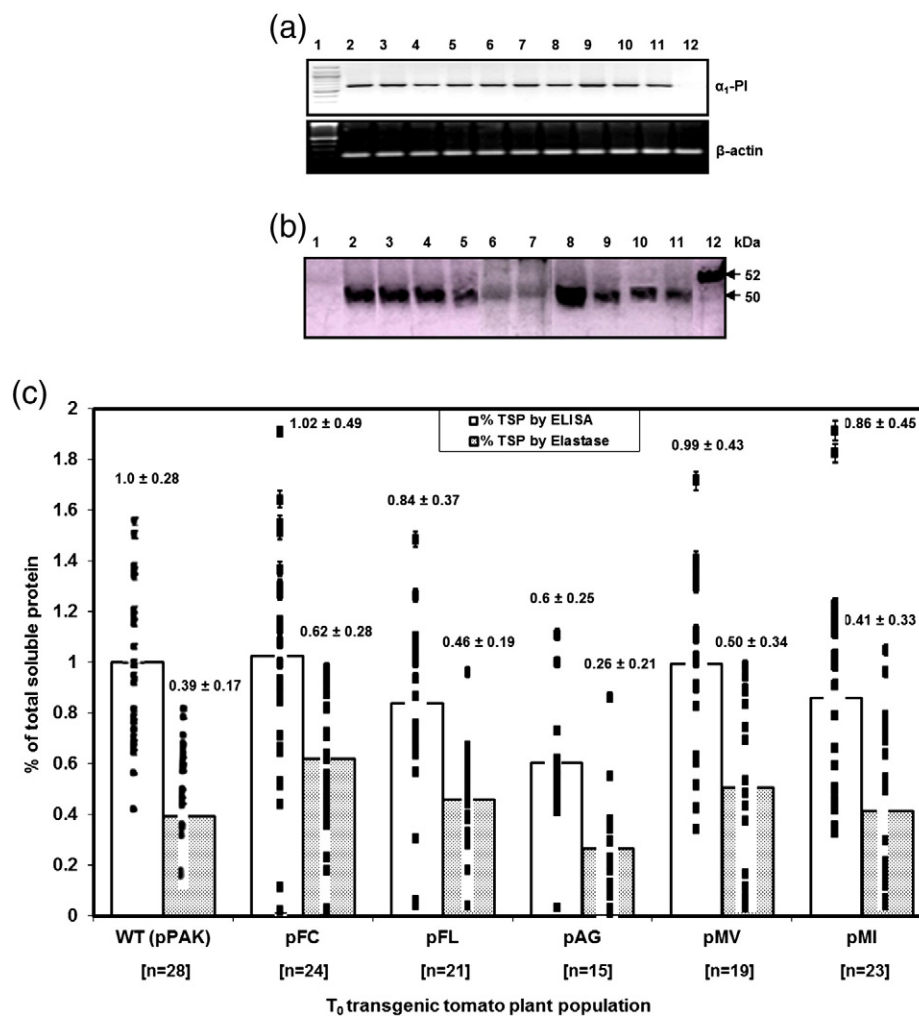 (a)
1 2 3 4 5 6 7 8 9 10 11 12
α₁-PI
β-actin
(b)
1 2 3 4 5 6 7 8 9 10 11 12 kDa
52
50
(c)
2
1.8
1.6
1.4
1.2
1
0.8
0.6
0.4
0.2
0
% of total soluble protein
% TSP by ELISA
% TSP by Elastase
1.0 ± 0.28
0.39 ± 0.17
1.02 ± 0.49
0.62 ± 0.28
0.84 ± 0.37
0.46 ± 0.19
0.6 ± 0.25
0.26 ± 0.21
0.99 ± 0.43
0.50 ± 0.34
0.86 ± 0.45
0.41 ± 0.33
WT (pPAK) pFC pFL pAG pMV pMI
[n=28] [n=24] [n=21] [n=15] [n=19] [n=23]
T₀ transgenic tomato plant population